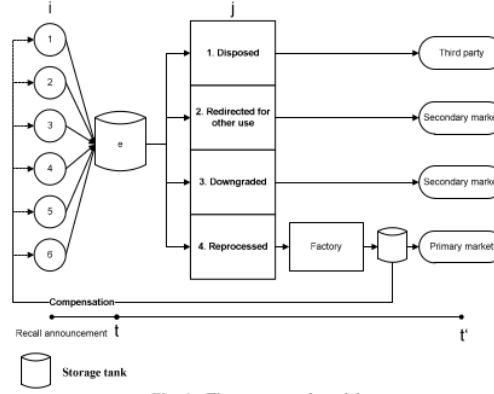 i
j
1
2
3
4
5
6
e
1. Disposed
2. Redirected for
other use
3. Downgraded
4. Reprocessed
Factory
Third party
Secondary marke
Secondary marke
Primary market
Compensation
Recall announcement
t
t'
Storage tank